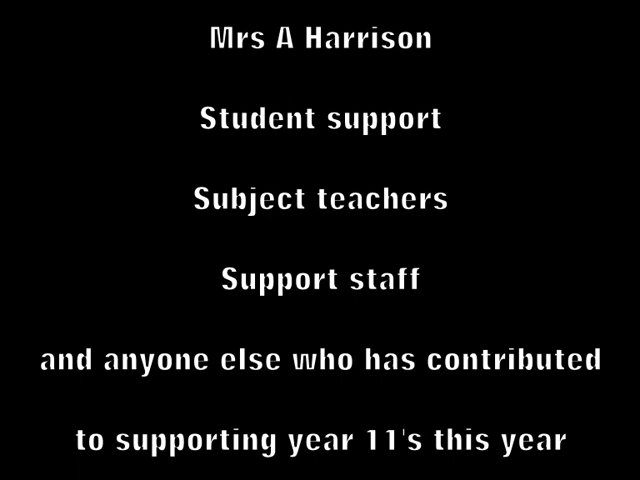 Mrs A Harrison
Student support
Subject teachers
Support staff
and anyone else who has contributed
to supporting year 11's this year